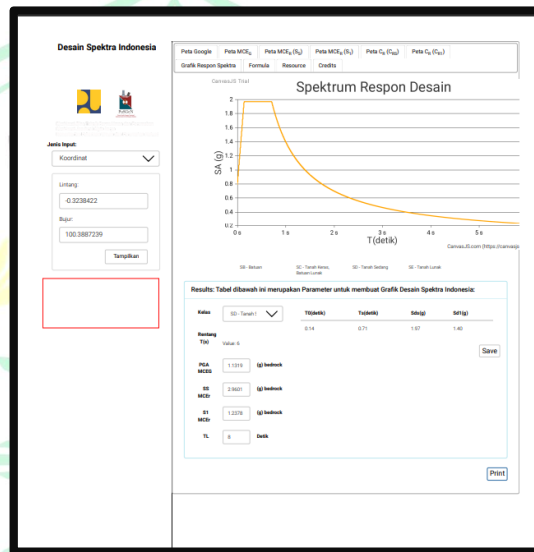 Desain Spektra Indonesia
Jenis Input:
Koordinat
Lintang
-0.3238422
Bujur:
100.3887239
Tampilkan
Peta Google
Peta MCEG
Peta MCER (SS)
Peta MCER (S1)
Peta CR (CRS)
Peta CR (CR1)
Grafik Respon Spektra
Formula
Resource
Credits
CanvasJS Trial
Spektrum Respon Desain
SA (g)
2
1.8
1.6
1.4
1.2
1
0.8
0.6
0.4
0.2
0 s
1 s
2 s
3 s
4 s
5 s
T(detik)
CanvasJS.com (https://canvasjs
SB - Batuan
SC - Tanah Keras, Batuan Lunak
SD - Tanah Sedang
SE - Tanah Lunak
Results: Tabel dibawah ini merupakan Parameter untuk membuat Grafik Desain Spektra Indonesia:
Kelas
SD - Tanah
T0(detik)
Ts(detik)
Sds(g)
Sd1(g)
0.14
0.71
1.97
1.40
Rentang T(s)
Value: 6
Save
PGA MCEG
1.1315
(g) bedrock
SS MCEr
2.9601
(g) bedrock
S1 MCEr
1.2378
(g) bedrock
TL
Detik
Print